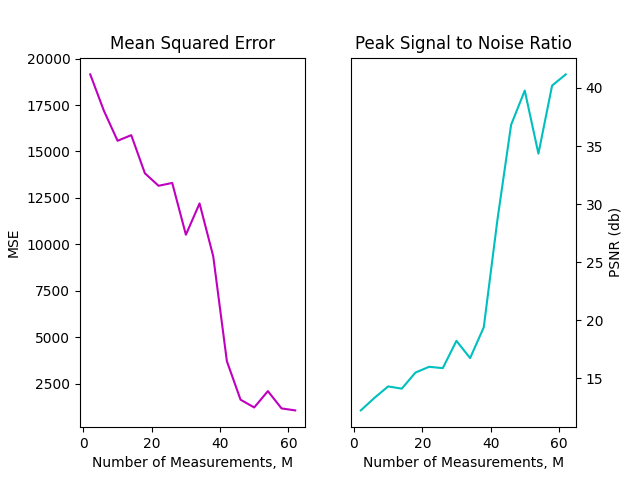 Mean Squared Error
Peak Signal to Noise Ratio
20000
17500
15000
12500
10000
7500
5000
2500
MSE
0 20 40 60
Number of Measurements, M
40
35
30
25
20
15
PSNR (db)
0 20 40 60
Number of Measurements, M